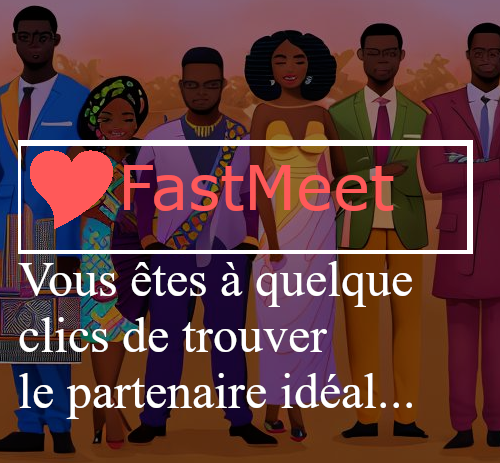 FastMeet
Vous êtes à quelque
clics de trouver
le partenaire idéal...